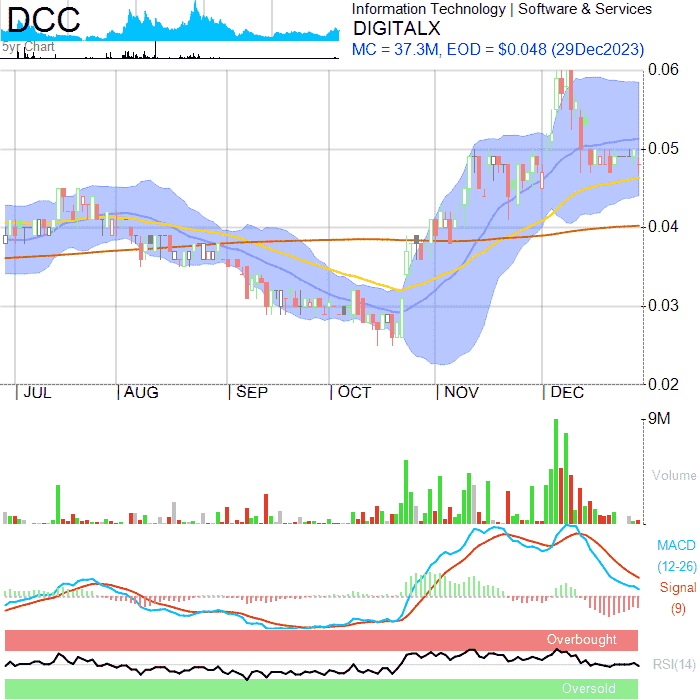 DCC
5yr Chart
Information Technology | Software & Services
DIGITALX
MC = 37.3M, EOD = $0.048 (29Dec2023)
0.06
0.05
0.04
0.03
0.02
| JUL | AUG | SEP | OCT | NOV | DEC
9M
Volume
MACD
(12-26)
Signal
(9)
Overbought
RSI(14)
Oversold